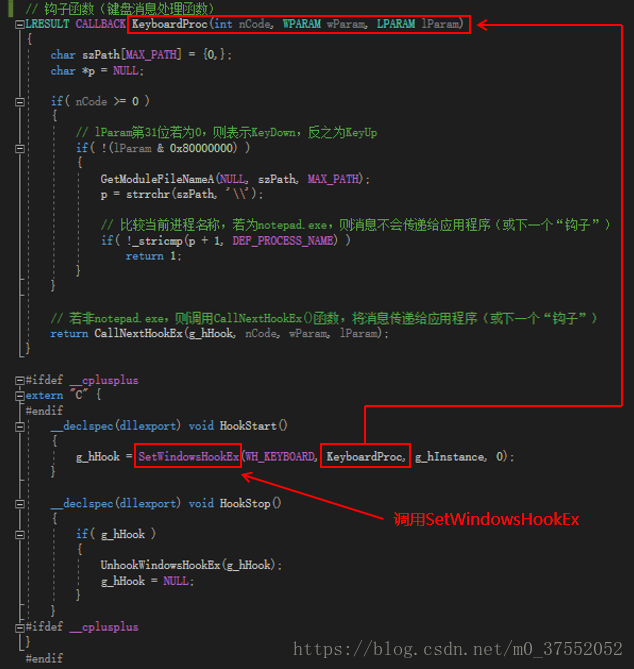 // 钩子函数（键盘消息处理函数）
LRESULT CALLBACK KeyboardProc(int nCode, WPARAM wParam, LPARAM lParam)
{
char szPath[MAX_PATH] = {0,};
char *p = NULL;
if( nCode >= 0 )
{
// lParam第31位若为0，则表示KeyDown，反之为KeyUp
if( !(lParam & 0x80000000) )
{
GetModuleFileNameA(NULL, szPath, MAX_PATH);
p = strrchr(szPath, '\\');
// 比较当前进程名称，若为notepad.exe，则消息不会传递给应用程序（或下一个“钩子”）
if( !_stricmp(p + 1, DEF_PROCESS_NAME) )
return 1;
}
}
// 若非notepad.exe，则调用CallNextHookEx()函数，将消息传递给应用程序（或下一个“钩子”）
return CallNextHookEx(g_hHook, nCode, wParam, lParam);
}
#ifdef __cplusplus
extern "C" {
#endif
__declspec(dllexport) void HookStart()
{
g_hHook = SetWindowsHookEx(WH_KEYBOARD, KeyboardProc, g_hInstance, 0);
}
__declspec(dllexport) void HookStop()
{
if( g_hHook )
{
UnhookWindowsHookEx(g_hHook);
g_hHook = NULL;
}
}
#ifdef __cplusplus
}
#endif
调用SetWindowsHookEx
https://blog.csdn.net/m0_37552052